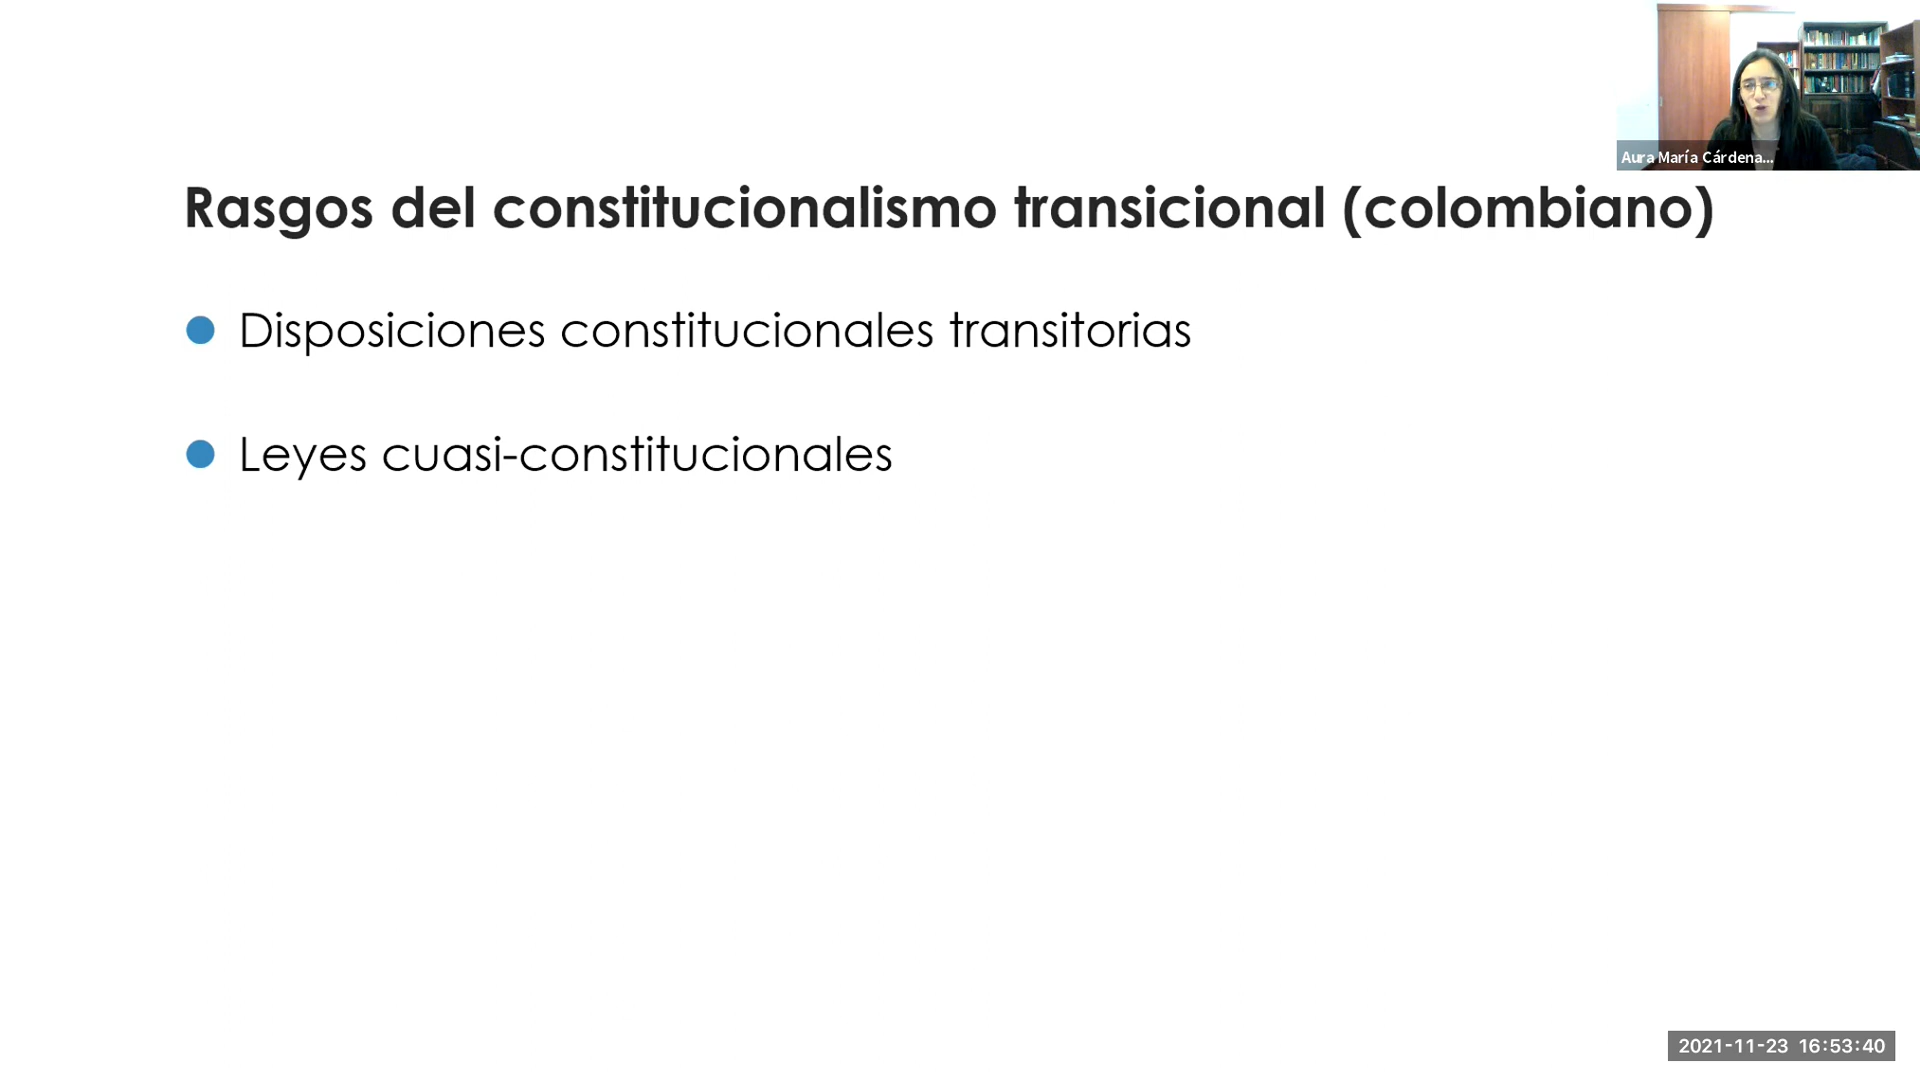 Aura María Cárdena...
Rasgos del constitucionalismo transicional (colombiano)
Disposiciones constitucionales transitorias
Leyes cuasi-constitucionales
2021-11-23 16:53:40